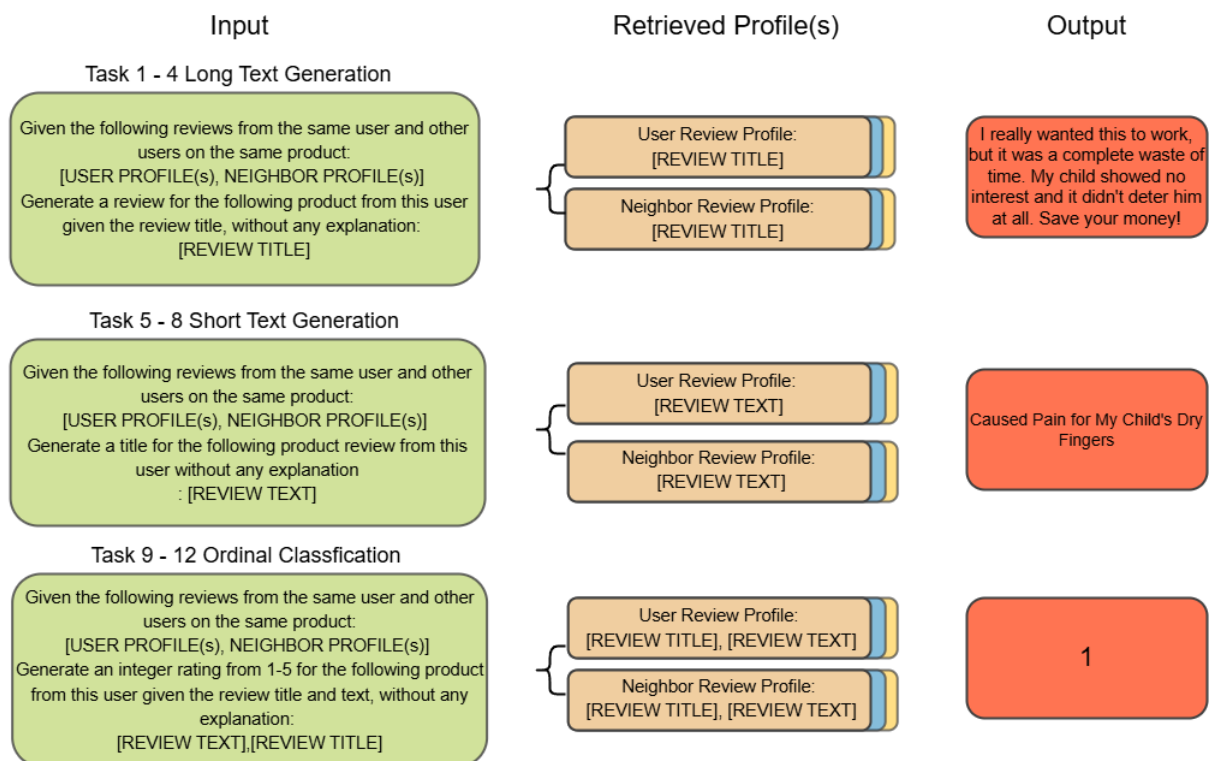 Input
Retrieved Profile(s)
Output
Task 1 - 4 Long Text Generation
Given the following reviews from the same user and other
users on the same product:
[USER PROFILE(s), NEIGHBOR PROFILE(s)]
Generate a review for the following product from this user
given the review title, without any explanation:
[REVIEW TITLE]
User Review Profile:
[REVIEW TITLE]
Neighbor Review Profile:
[REVIEW TITLE]
I really wanted this to work,
but it was a complete waste of
time. My child showed no
interest and it didn't deter him
at all. Save your money!
Task 5 - 8 Short Text Generation
Given the following reviews from the same user and other
users on the same product:
[USER PROFILE(s), NEIGHBOR PROFILE(s)]
Generate a title for the following product review from this
user without any explanation
: [REVIEW TEXT]
User Review Profile:
[REVIEW TEXT]
Neighbor Review Profile:
[REVIEW TEXT]
Caused Pain for My Child's Dry
Fingers
Task 9 - 12 Ordinal Classfication
Given the following reviews from the same user and other
users on the same product:
[USER PROFILE(s), NEIGHBOR PROFILE(s)]
Generate an integer rating from 1-5 for the following product
from this user given the review title and text, without any
explanation:
[REVIEW TEXT],[REVIEW TITLE]
User Review Profile:
[REVIEW TITLE], [REVIEW TEXT]
Neighbor Review Profile:
[REVIEW TITLE], [REVIEW TEXT]
1